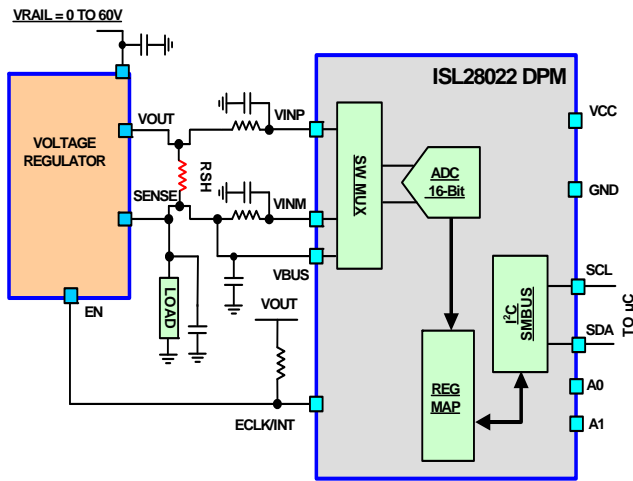 VRAIL = 0 TO 60V
ISL28022 DPM
VOUT
VINP
VCC
VOLTAGE
REGULATOR
RSH
SW MUX
ADC
16-Bit
GND
SENSE
VINM
VBUS
SCL
I²C
SMBUS
TO µC
EN
LOAD
VOUT
SDA
REG
MAP
A0
ECLK/INT
A1